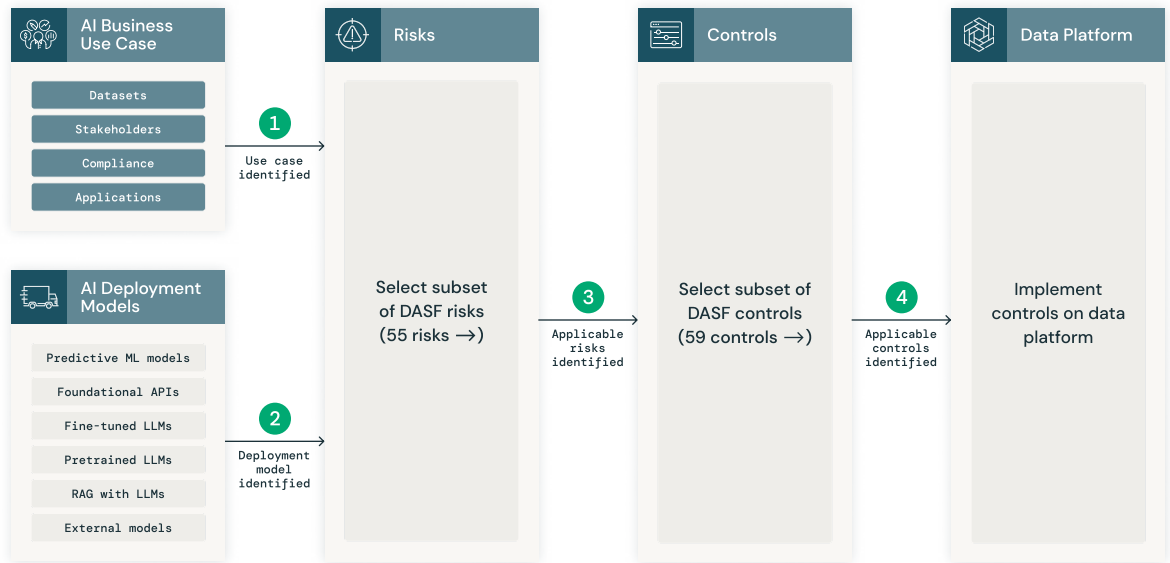 AI Business
Use Case
Datasets
Stakeholders
Compliance
Applications
1
Use case
identified
AI Deployment
Models
Predictive ML models
Foundational APIs
Fine-tuned LLMs
Pretrained LLMs
RAG with LLMs
External models
2
Deployment
model
identified
Risks
Select subset
of DASF risks
(55 risks →)
3
Applicable
risks
identified
Controls
Select subset of
DASF controls
(59 controls →)
4
Applicable
controls
identified
Data Platform
Implement
controls on data
platform